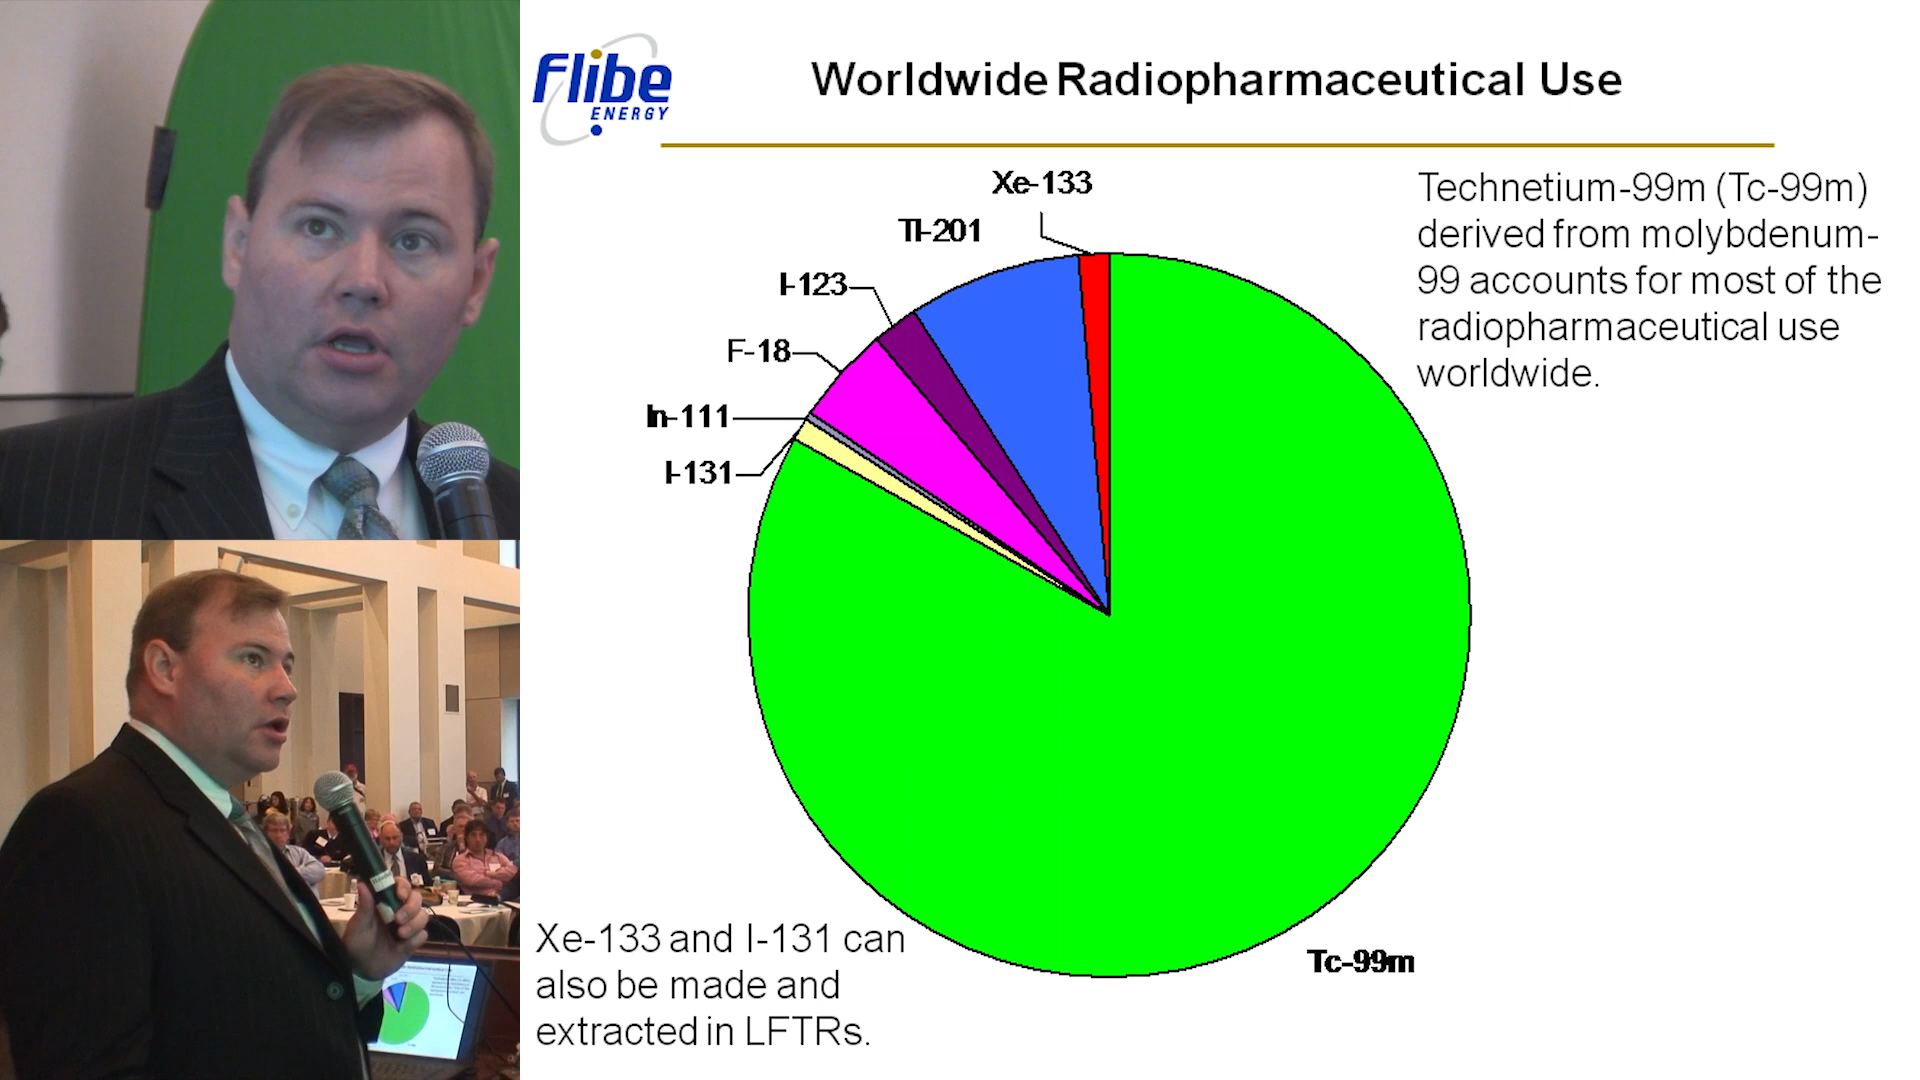 Flibe
ENERGY
Worldwide Radiopharmaceutical Use
Xe-133
Tl-201
I-123
F-18
In-111
I-131
Tc-99m
Technetium-99m (Tc-99m)
derived from molybdenum-
99 accounts for most of the
radiopharmaceutical use
worldwide.
Xe-133 and I-131 can
also be made and
extracted in LFTRs.